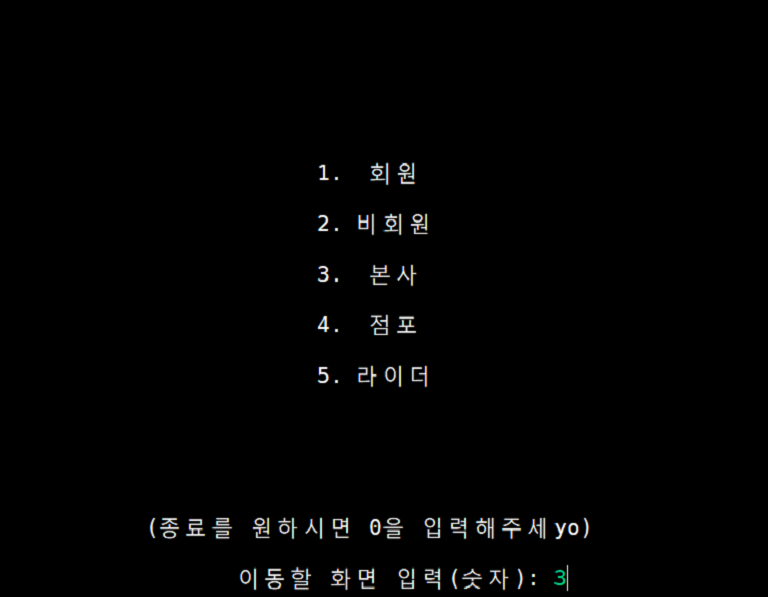 1. 회원
2. 비회원
3. 본사
4. 점포
5. 라이더
(종료를 원하시면 0을 입력해주세yo)
이동할 화면 입력(숫자): 3